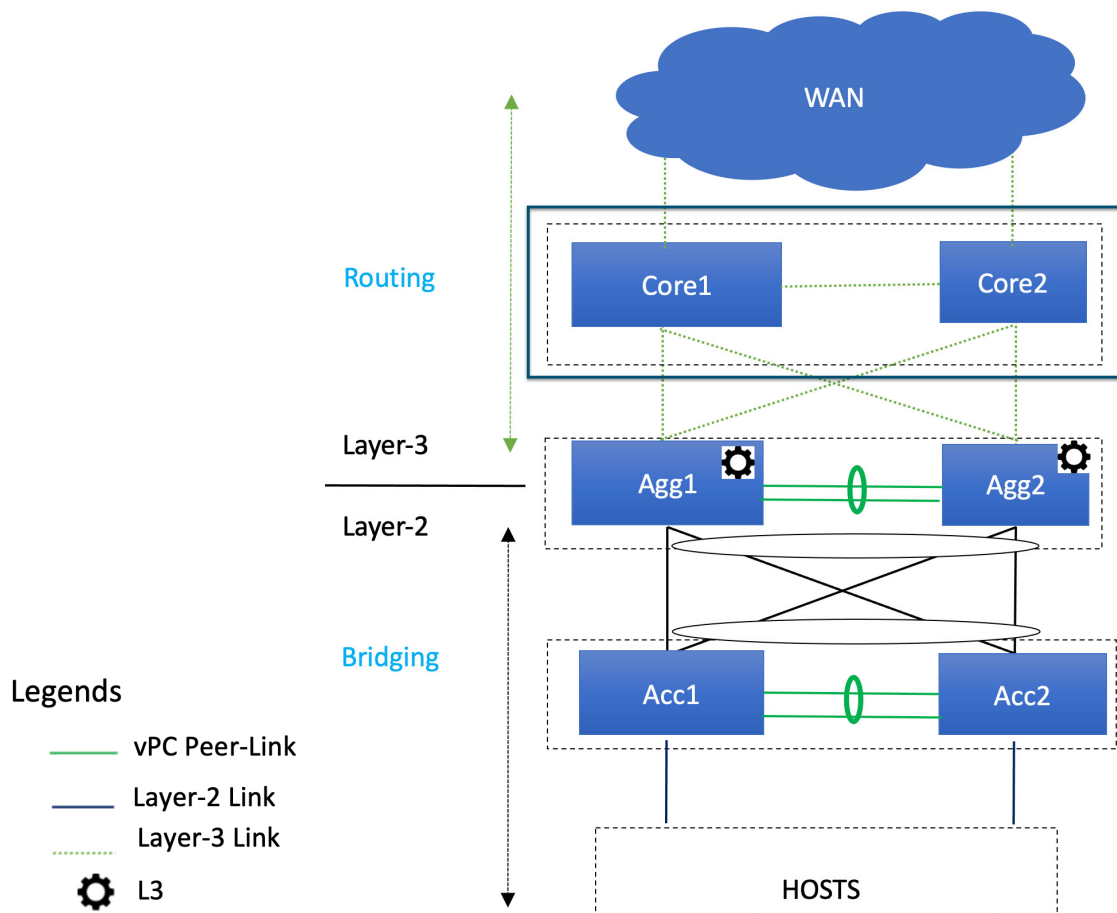 WAN
Routing
Core1
Core2
Layer-3
Agg1
Agg2
Layer-2
Bridging
Acc1
Acc2
Legends
vPC Peer-Link
Layer-2 Link
Layer-3 Link
L3
HOSTS